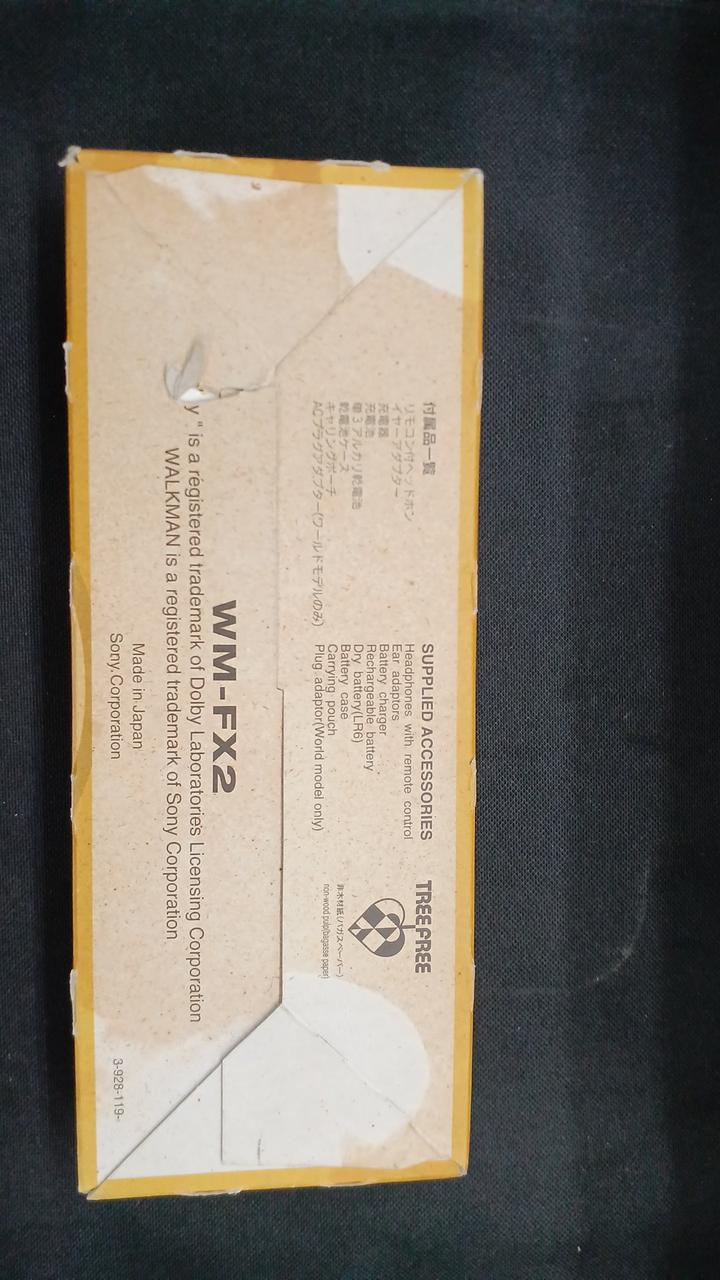 付属品一覧
リモコン付ヘッドホン
イヤーアダプター
充電器
充電池
単3アルカリ乾電池
乾電池ケース
キャリングポーチ
ACプラグアダプター(ワールドモデルのみ)
SUPPLIED ACCESSORIES
Headphones with remote control
Ear adaptors
Battery charger
Rechargeable battery
Dry battery(LR6)
Battery case
Carrying pouch
Plug adaptor(World model only)
TREE FREE
非木材紙(バガスペーパー)
non-wood pulp(bagasse paper)
WM-FX2
y " is a registered trademark of Dolby Laboratories Licensing Corporation
WALKMAN is a registered trademark of Sony Corporation
Made in Japan
Sony Corporation
3-928-119-